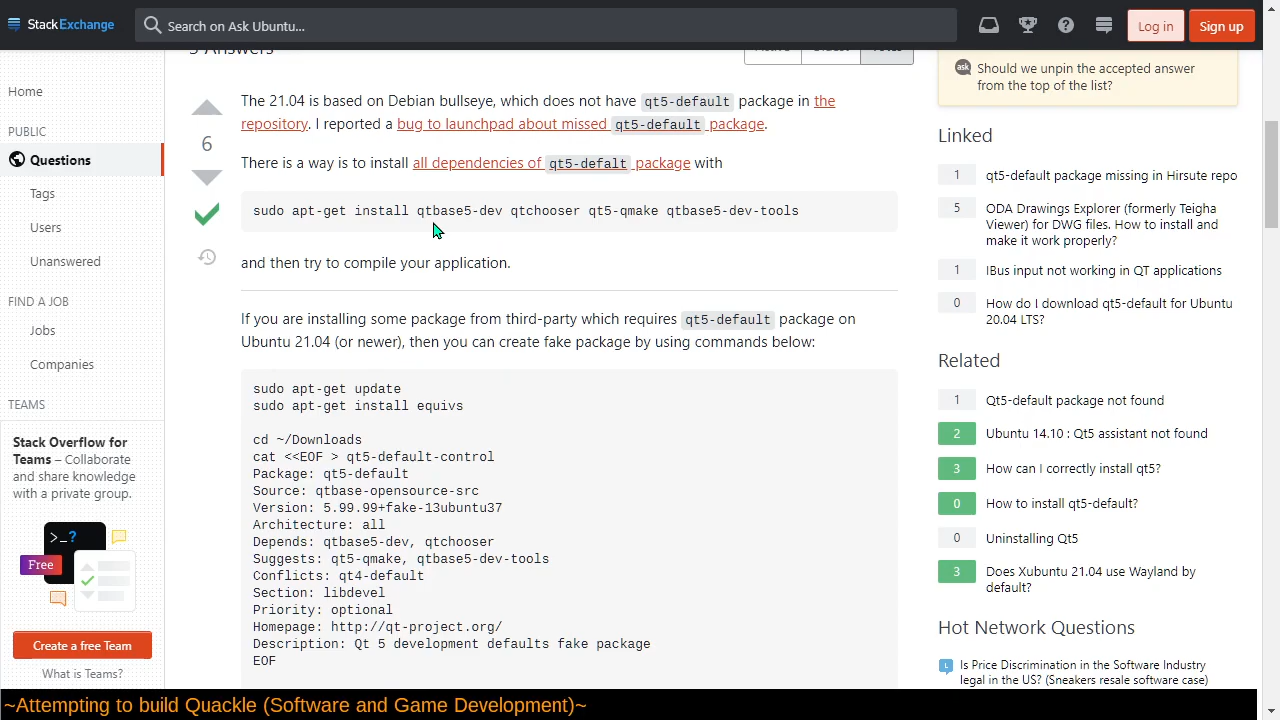 StackExchange
Search on Ask Ubuntu...
Log in
Sign up
5 Answers
Home
PUBLIC
Questions
Tags
Users
Unanswered
FIND A JOB
Jobs
Companies
TEAMS
Stack Overflow for
Teams – Collaborate
and share knowledge
with a private group.
>_?
Free
Create a free Team
What is Teams?
6
The 21.04 is based on Debian bullseye, which does not have qt5-default package in the
repository. I reported a bug to launchpad about missed qt5-default package.
There is a way is to install all dependencies of qt5-defalt package with
sudo apt-get install qtbase5-dev qtchooser qt5-qmake qtbase5-dev-tools
and then try to compile your application.
If you are installing some package from third-party which requires qt5-default package on
Ubuntu 21.04 (or newer), then you can create fake package by using commands below:
sudo apt-get update
sudo apt-get install equivs
cd ~/Downloads
cat <<EOF > qt5-default-control
Package: qt5-default
Source: qtbase-opensource-src
Version: 5.99.99+fake-13ubuntu37
Architecture: all
Depends: qtbase5-dev, qtchooser
Suggests: qt5-qmake, qtbase5-dev-tools
Conflicts: qt4-default
Section: libdevel
Priority: optional
Homepage: http://qt-project.org/
Description: Qt 5 development defaults fake package
EOF
ask
Should we unpin the accepted answer
from the top of the list?
Linked
1 qt5-default package missing in Hirsute repo
5 ODA Drawings Explorer (formerly Teigha
Viewer) for DWG files. How to install and
make it work properly?
1 IBus input not working in QT applications
0 How do I download qt5-default for Ubuntu
20.04 LTS?
Related
1 Qt5-default package not found
2 Ubuntu 14.10 : Qt5 assistant not found
3 How can I correctly install qt5?
0 How to install qt5-default?
0 Uninstalling Qt5
3 Does Xubuntu 21.04 use Wayland by
default?
Hot Network Questions
Is Price Discrimination in the Software Industry
legal in the US? (Sneakers resale software case)
~Attempting to build Quackle (Software and Game Development)~